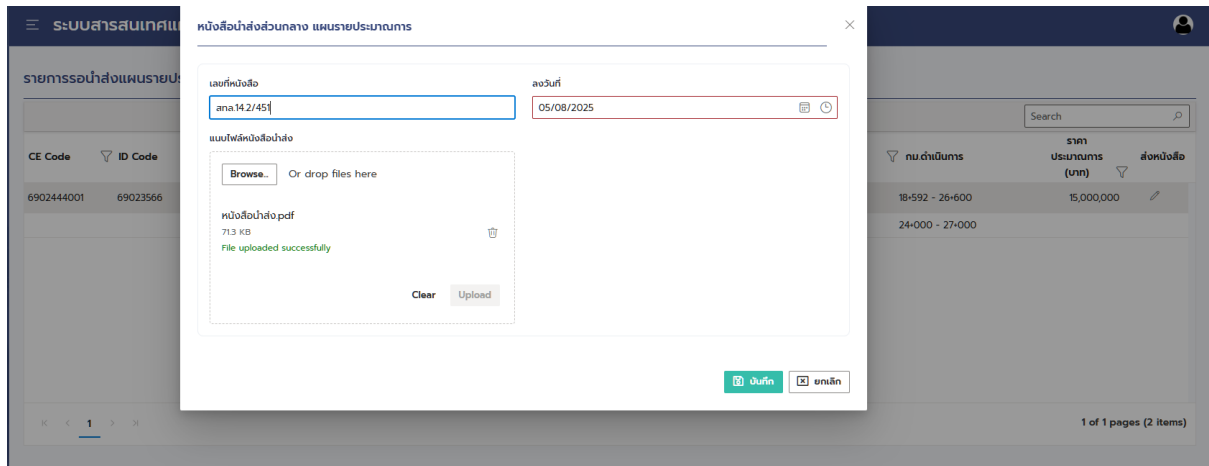 ระบบสารสนเทศแ
หนังสือนำส่งส่วนกลาง แผนรายประมาณการ
รายการรอนำส่งแผนรายป
เลขที่หนังสือ
ลงวันที่
สทล.14.2/451
05/08/2025
แนบไฟล์หนังสือนำส่ง
Browse..
Or drop files here
หนังสือนำส่ง.pdf
71.3 KB
File uploaded successfully
Clear
Upload
บันทึก
ยกเลิก
Search
CE Code
ID Code
กม.ดำเนินการ
ราคา
ประมาณการ
(บาท)
ส่งหนังสือ
6902444001
69023566
18+592 - 26+600
15,000,000
24+000 - 27+000
1
1 of 1 pages (2 items)